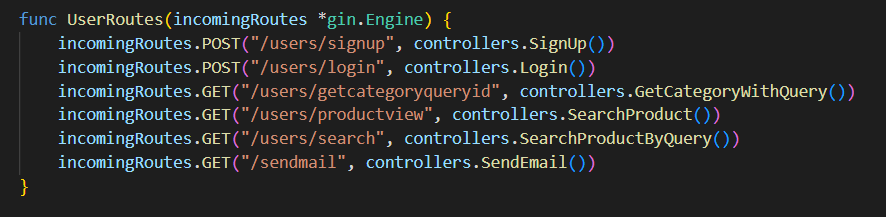 func UserRoutes(incomingRoutes *gin.Engine) {
    incomingRoutes.POST("/users/signup", controllers.SignUp())
    incomingRoutes.POST("/users/login", controllers.Login())
    incomingRoutes.GET("/users/getcategoryqueryid", controllers.GetCategoryWithQuery())
    incomingRoutes.GET("/users/productview", controllers.SearchProduct())
    incomingRoutes.GET("/users/search", controllers.SearchProductByQuery())
    incomingRoutes.GET("/sendmail", controllers.SendEmail())
}